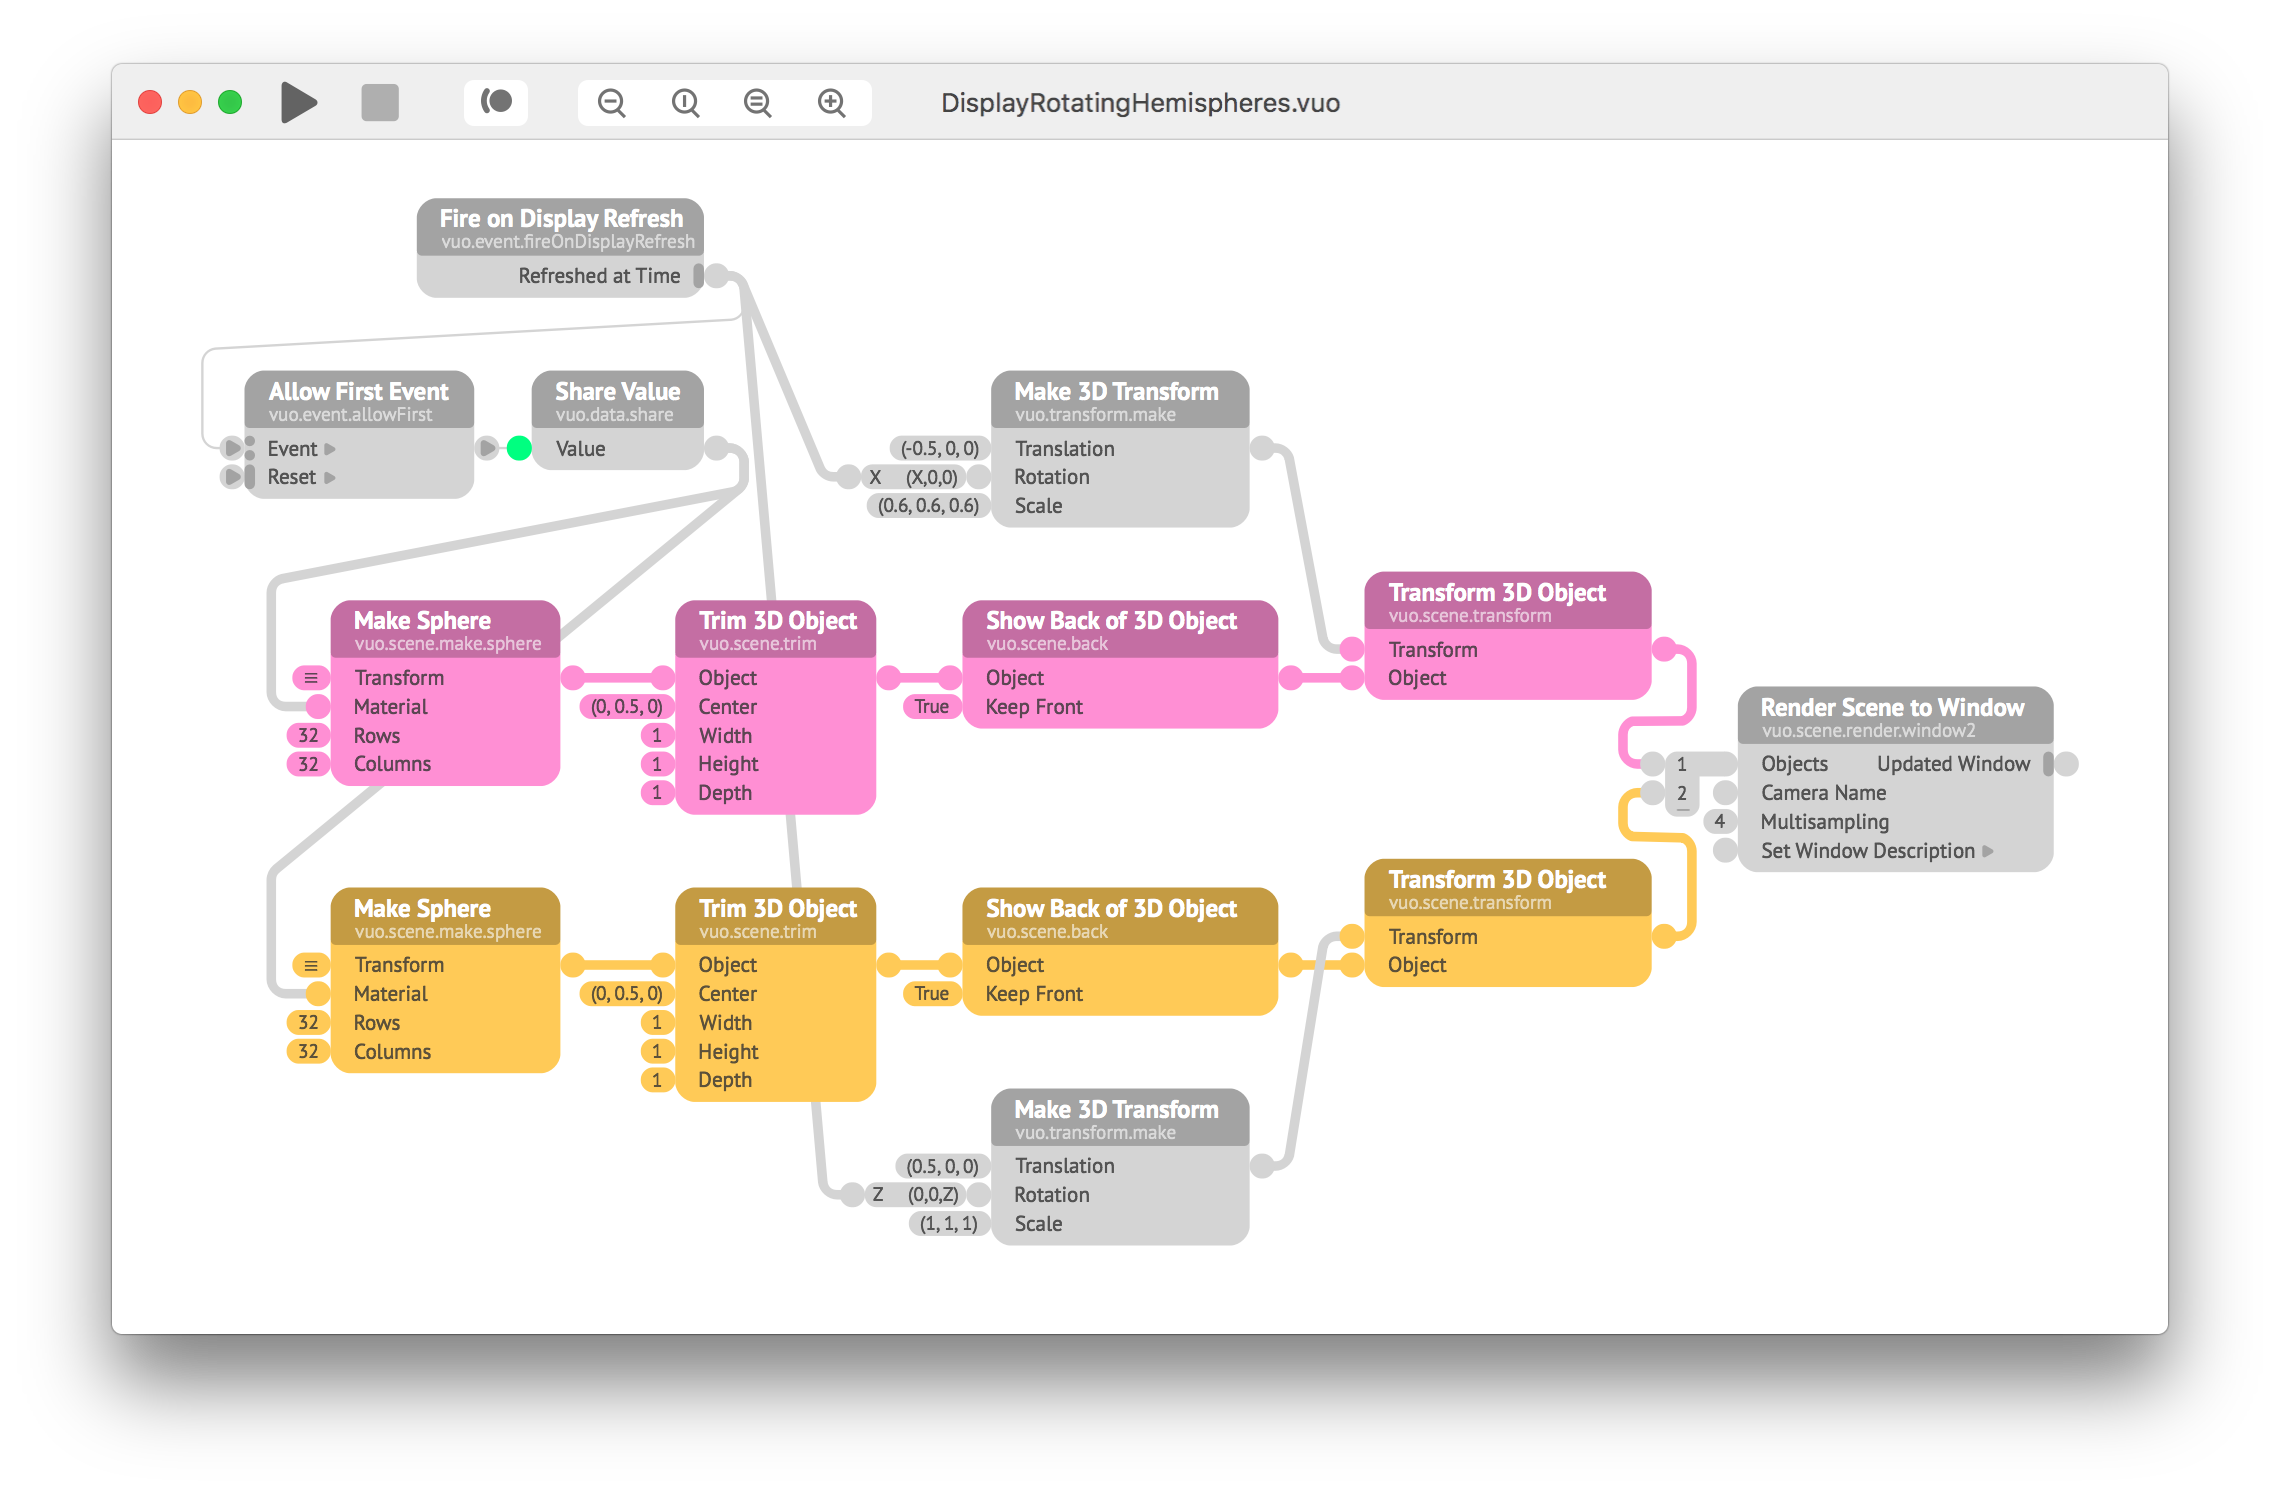 DisplayRotatingHemispheres.vuo
Fire on Display Refresh
vuo.event.fireOnDisplayRefresh
Refreshed at Time
Allow First Event
vuo.event.allowFirst
Event
Reset
Share Value
vuo.data.share
Value
Make 3D Transform
vuo.transform.make
(-0.5, 0, 0) Translation
X (X,0,0) Rotation
(0.6, 0.6, 0.6) Scale
Make Sphere
vuo.scene.make.sphere
Transform
Material
32 Rows
32 Columns
Trim 3D Object
vuo.scene.trim
Object
(0, 0.5, 0) Center
1 Width
1 Height
1 Depth
Show Back of 3D Object
vuo.scene.back
Object
True Keep Front
Transform 3D Object
vuo.scene.transform
Transform
Object
Render Scene to Window
vuo.scene.render.window2
1 Objects Updated Window
2 Camera Name
4 Multisampling
Set Window Description
Make Sphere
vuo.scene.make.sphere
Transform
Material
32 Rows
32 Columns
Trim 3D Object
vuo.scene.trim
Object
(0, 0.5, 0) Center
1 Width
1 Height
1 Depth
Show Back of 3D Object
vuo.scene.back
Object
True Keep Front
Transform 3D Object
vuo.scene.transform
Transform
Object
Make 3D Transform
vuo.transform.make
(0.5, 0, 0) Translation
Z (0,0,Z) Rotation
(1, 1, 1) Scale